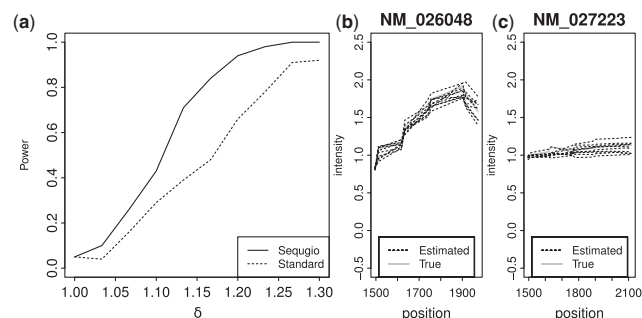 (a)
Power
0.0 0.2 0.4 0.6 0.8 1.0
1.00 1.05 1.10 1.15 1.20 1.25 1.30
δ
Sequgio
Standard
(b)
NM_026048
intensity
−0.5 0.0 0.5 1.0 1.5 2.0 2.5
1500 1700 1900
position
Estimated
True
(c)
NM_027223
intensity
−0.5 0.0 0.5 1.0 1.5 2.0 2.5
1500 1700 1900 2100
position
Estimated
True